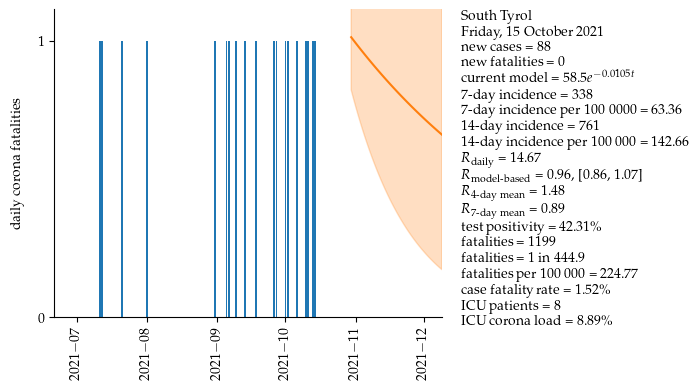 1
0
daily corona fatalities
2021−07
2021−08
2021−09
2021−10
2021−11
2021−12
South Tyrol
Friday, 15 October 2021
new cases = 88
new fatalities = 0
current model = 58.5e^{−0.0105t}
7-day incidence = 338
7-day incidence per 100 0000 = 63.36
14-day incidence = 761
14-day incidence per 100 000 = 142.66
R_daily = 14.67
R_model-based = 0.96, [0.86, 1.07]
R_4-day mean = 1.48
R_7-day mean = 0.89
test positivity = 42.31%
fatalities = 1199
fatalities = 1 in 444.9
fatalities per 100 000 = 224.77
case fatality rate = 1.52%
ICU patients = 8
ICU corona load = 8.89%